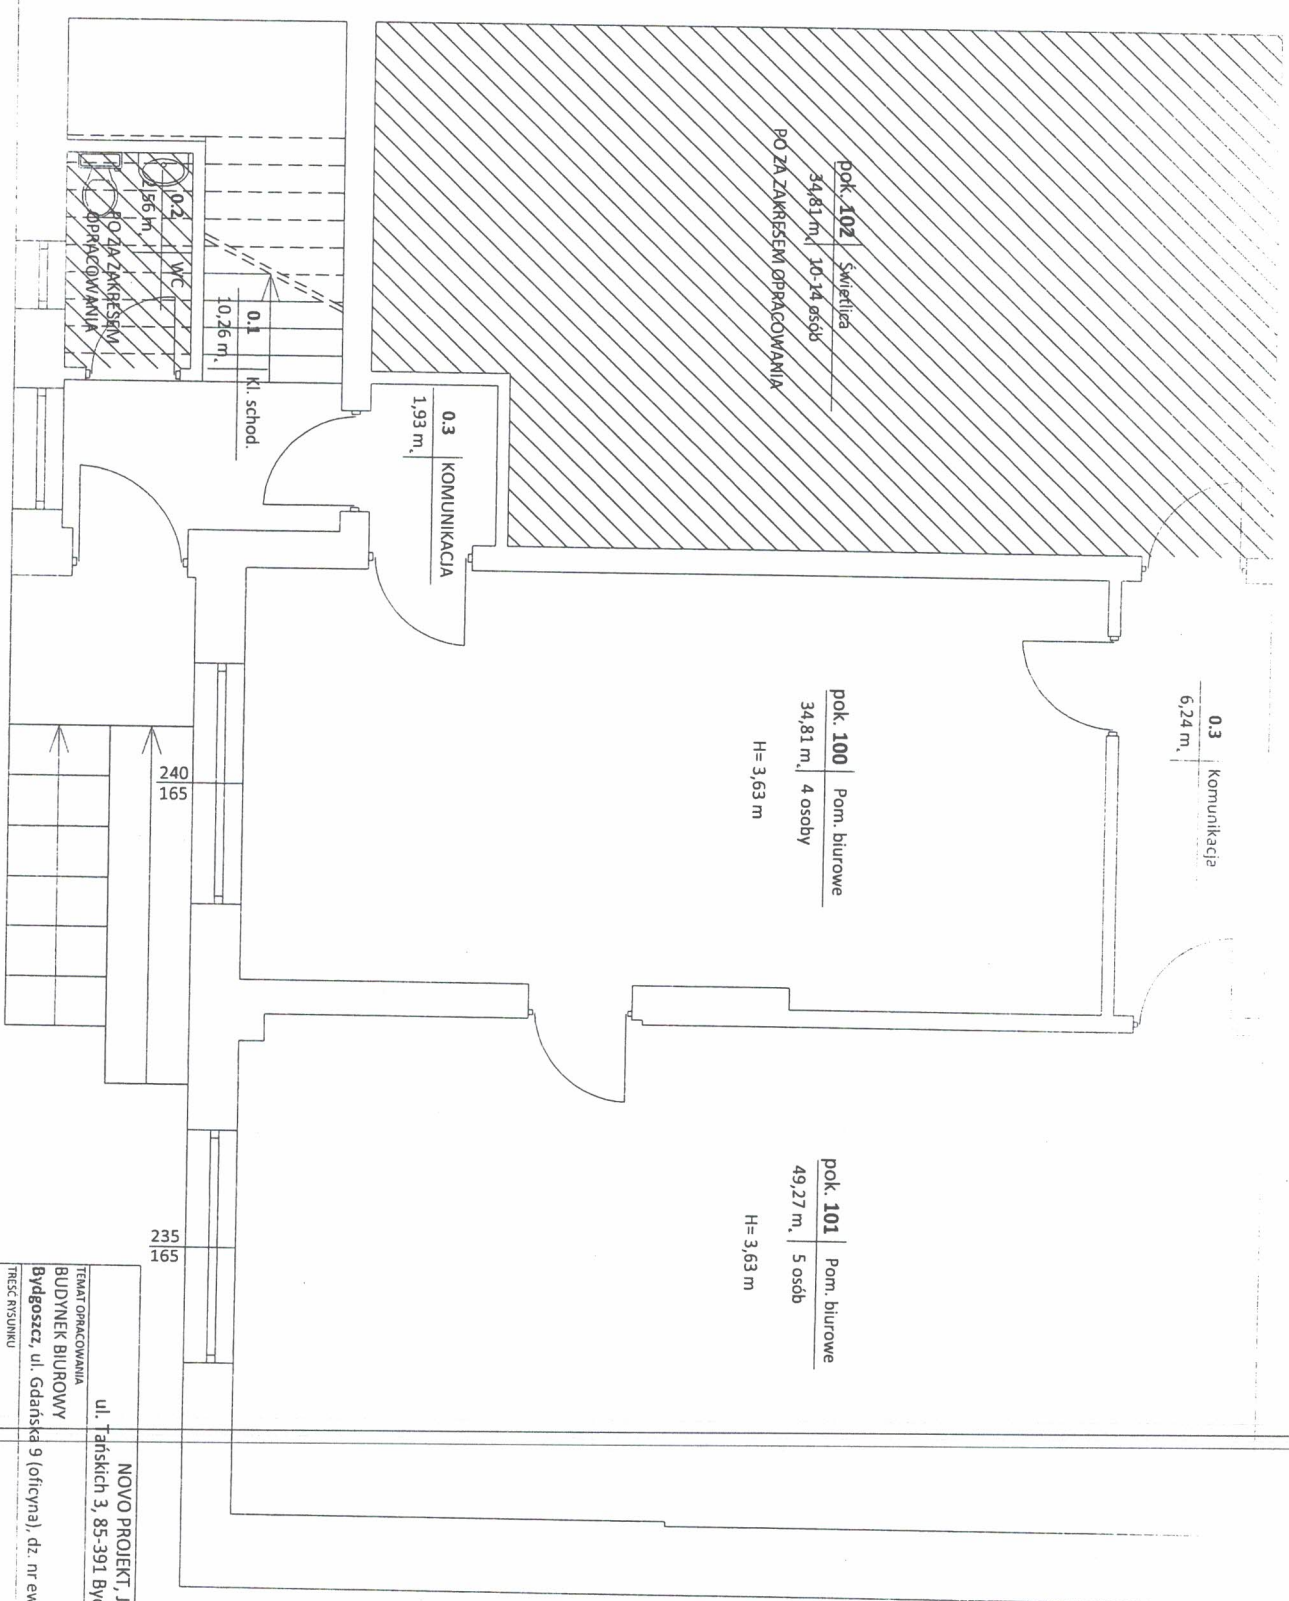 pok. 102 Świetlica
34,81 m, 10-14 osób
PO ZA ZAKRESEM OPRACOWANIA
0.2 WC
2,56 m,
PO ZA ZAKRESEM
OPRACOWANIA
0.1 Kl. schod.
10,26 m,
0.3 KOMUNIKACJA
1,93 m,
0.3 Komunikacja
6,24 m,
pok. 100 Pom. biurowe
34,81 m, 4 osoby
H= 3,63 m
240
165
pok. 101 Pom. biurowe
49,27 m, 5 osób
H= 3,63 m
235
165
NOVO PROJEKT, J
ul. Tańskich 3, 85-391 Byd
TEMAT OPRACOWANIA
BUDYNEK BIUROWY
Bydgoszcz, ul. Gdańska 9 (oficyna), dz. nr ew
TREŚĆ RYSUNKU